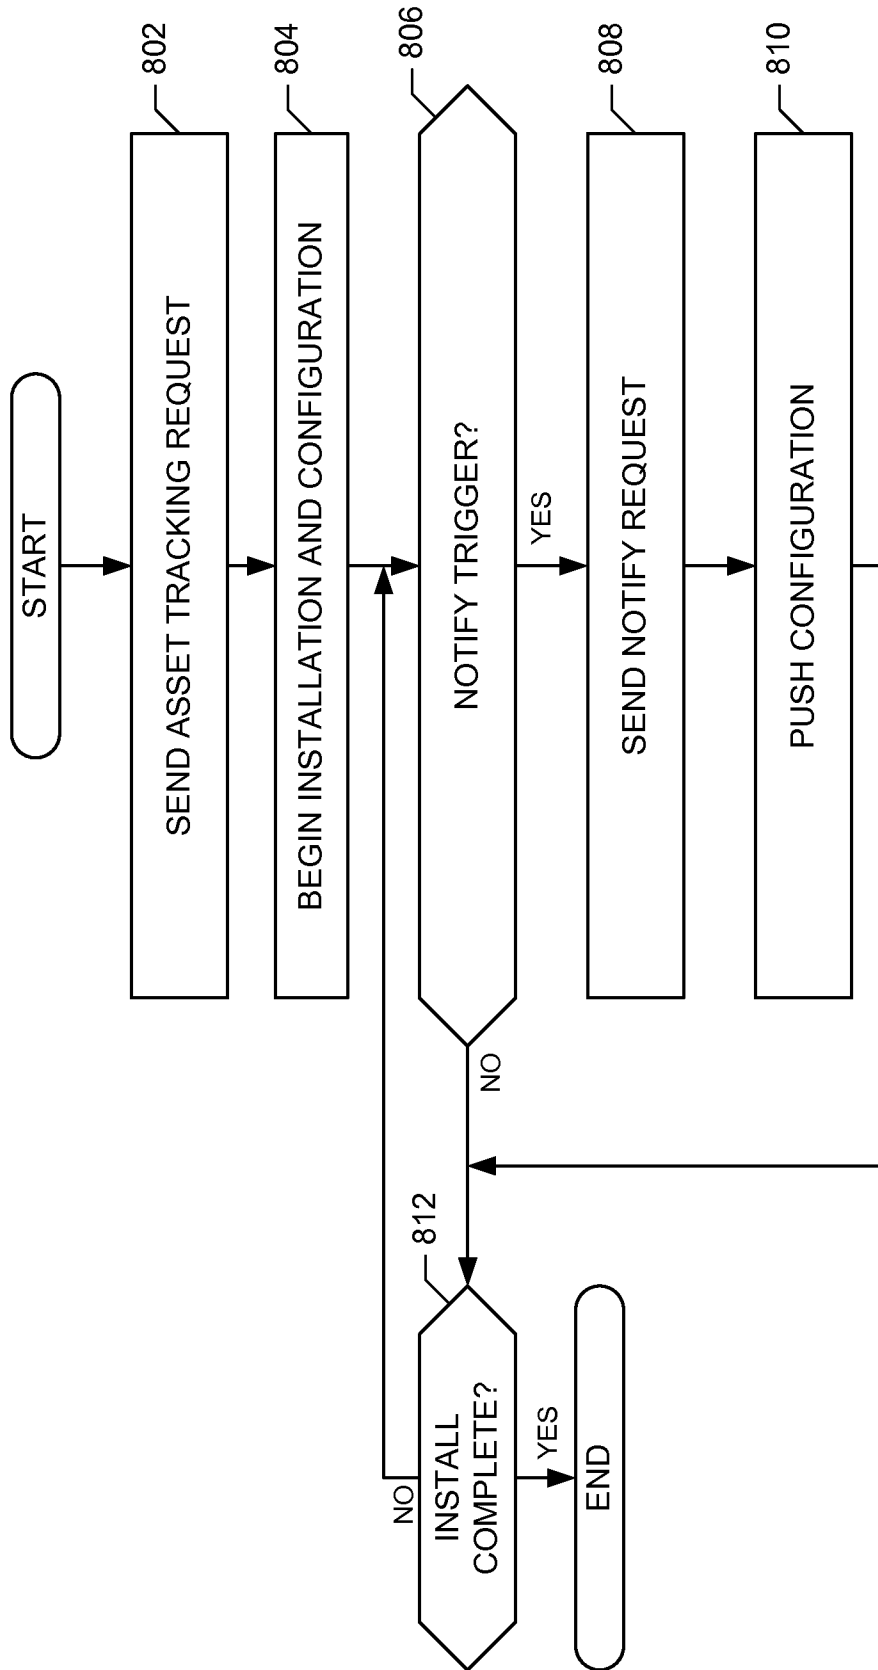 START
SEND ASSET TRACKING REQUEST
802
BEGIN INSTALLATION AND CONFIGURATION
804
NOTIFY TRIGGER?
806
NO
YES
SEND NOTIFY REQUEST
808
PUSH CONFIGURATION
810
812
INSTALL
COMPLETE?
NO
YES
END